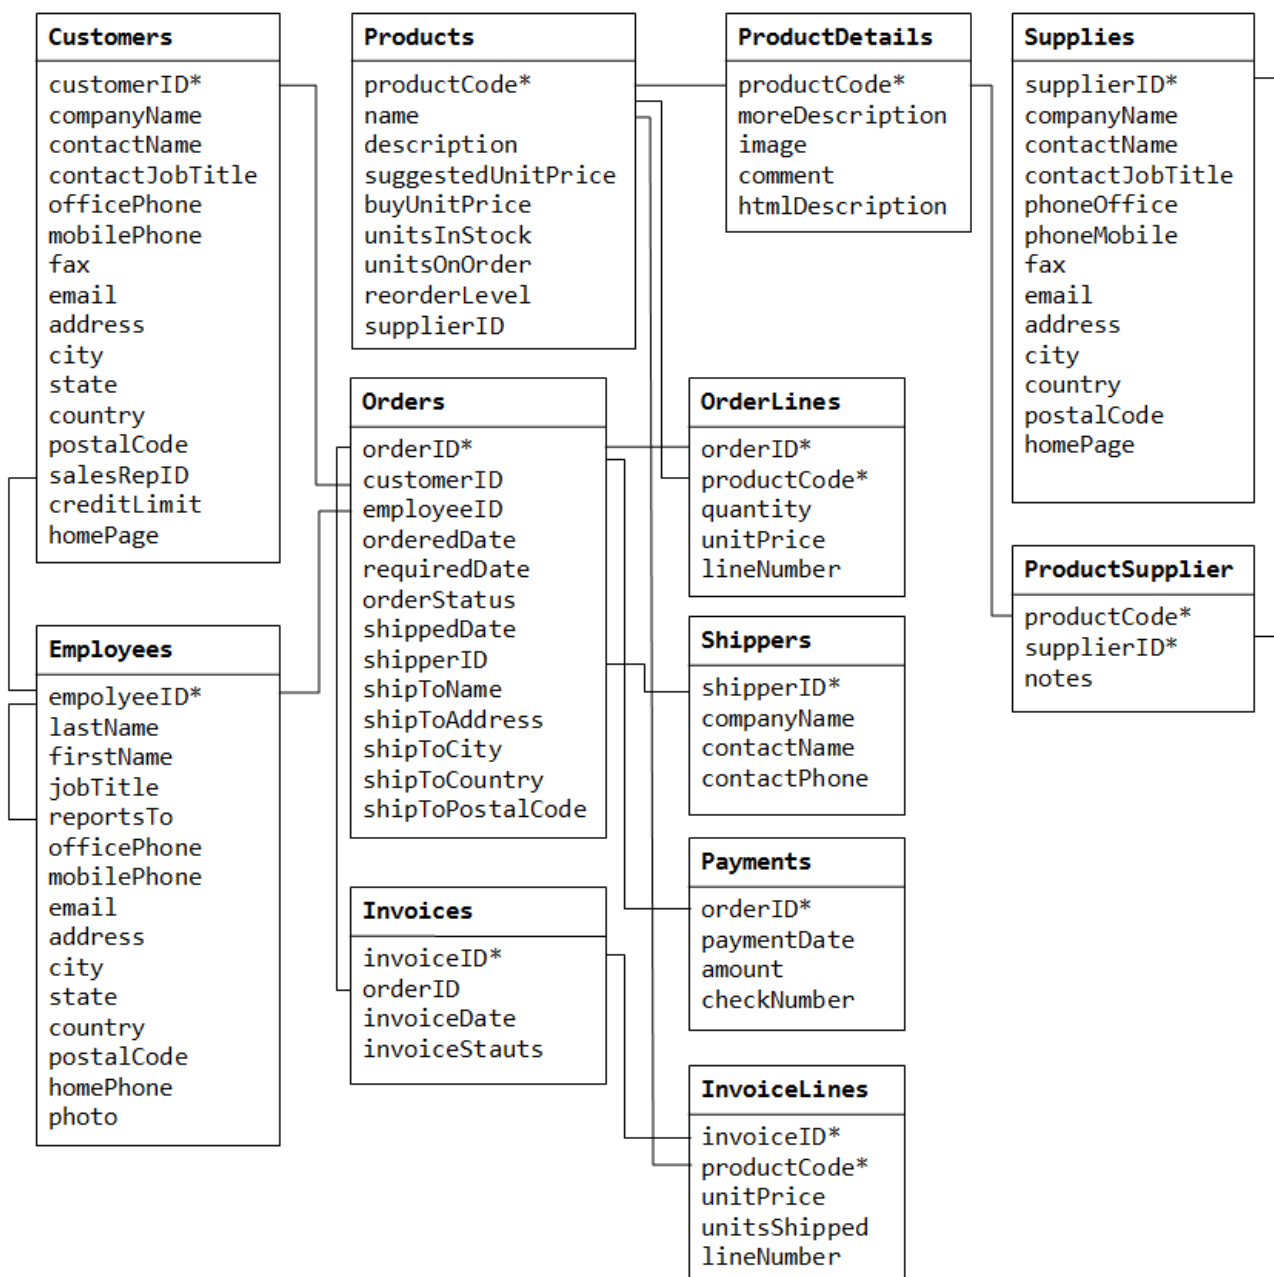 Customers
customerID*
companyName
contactName
contactJobTitle
officePhone
mobilePhone
fax
email
address
city
state
country
postalCode
salesRepID
creditLimit
homePage
Products
productCode*
name
description
suggestedUnitPrice
buyUnitPrice
unitsInStock
unitsOnOrder
reorderLevel
supplierID
ProductDetails
productCode*
moreDescription
image
comment
htmlDescription
Supplies
supplierID*
companyName
contactName
contactJobTitle
phoneOffice
phoneMobile
fax
email
address
city
country
postalCode
homePage
Orders
orderID*
customerID
employeeID
orderedDate
requiredDate
orderStatus
shippedDate
shipperID
shipToName
shipToAddress
shipToCity
shipToCountry
shipToPostalCode
OrderLines
orderID*
productCode*
quantity
unitPrice
lineNumber
ProductSupplier
productCode*
supplierID*
notes
Employees
empolyeeID*
lastName
firstName
jobTitle
reportsTo
officePhone
mobilePhone
email
address
city
state
country
postalCode
homePhone
photo
Shippers
shipperID*
companyName
contactName
contactPhone
Payments
orderID*
paymentDate
amount
checkNumber
Invoices
invoiceID*
orderID
invoiceDate
invoiceStauts
InvoiceLines
invoiceID*
productCode*
unitPrice
unitsShipped
lineNumber